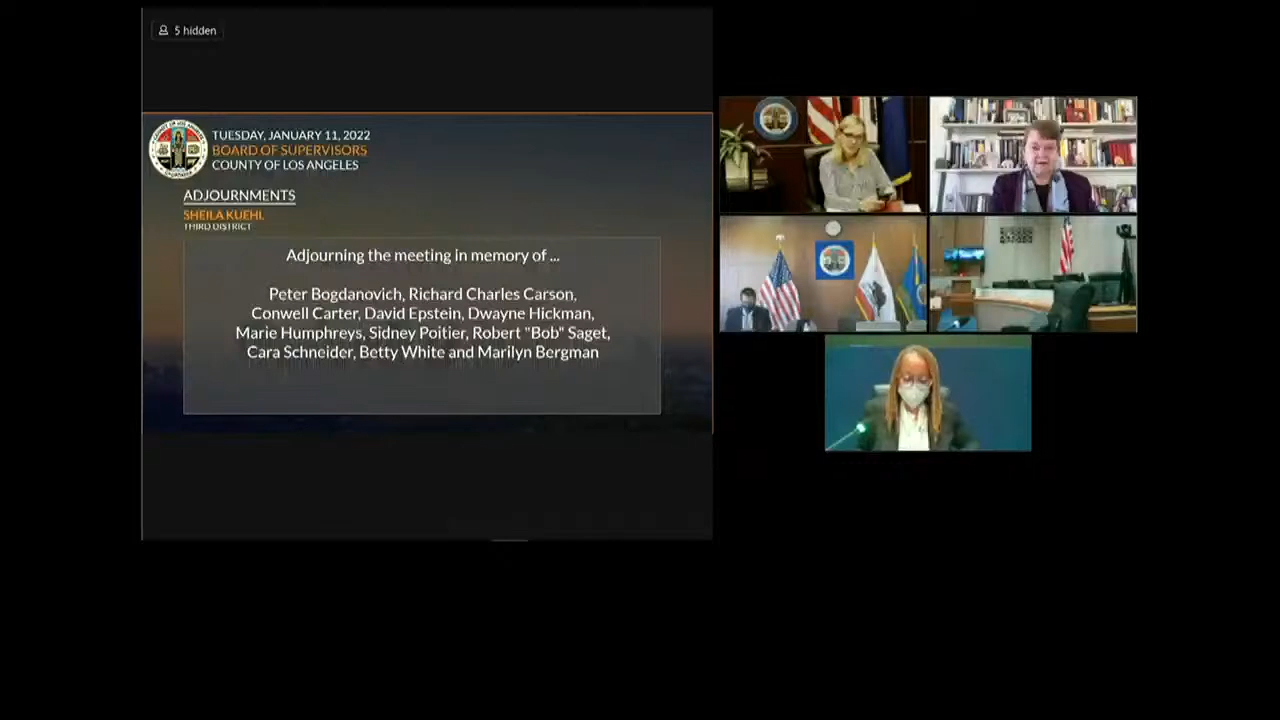 5 hidden
TUESDAY, JANUARY 11, 2022
BOARD OF SUPERVISORS
COUNTY OF LOS ANGELES
ADJOURNMENTS
SHEILA KUEHL
THIRD DISTRICT
Adjourning the meeting in memory of ...
Peter Bogdanovich, Richard Charles Carson,
Conwell Carter, David Epstein, Dwayne Hickman,
Marie Humphreys, Sidney Poitier, Robert "Bob" Saget,
Cara Schneider, Betty White and Marilyn Bergman